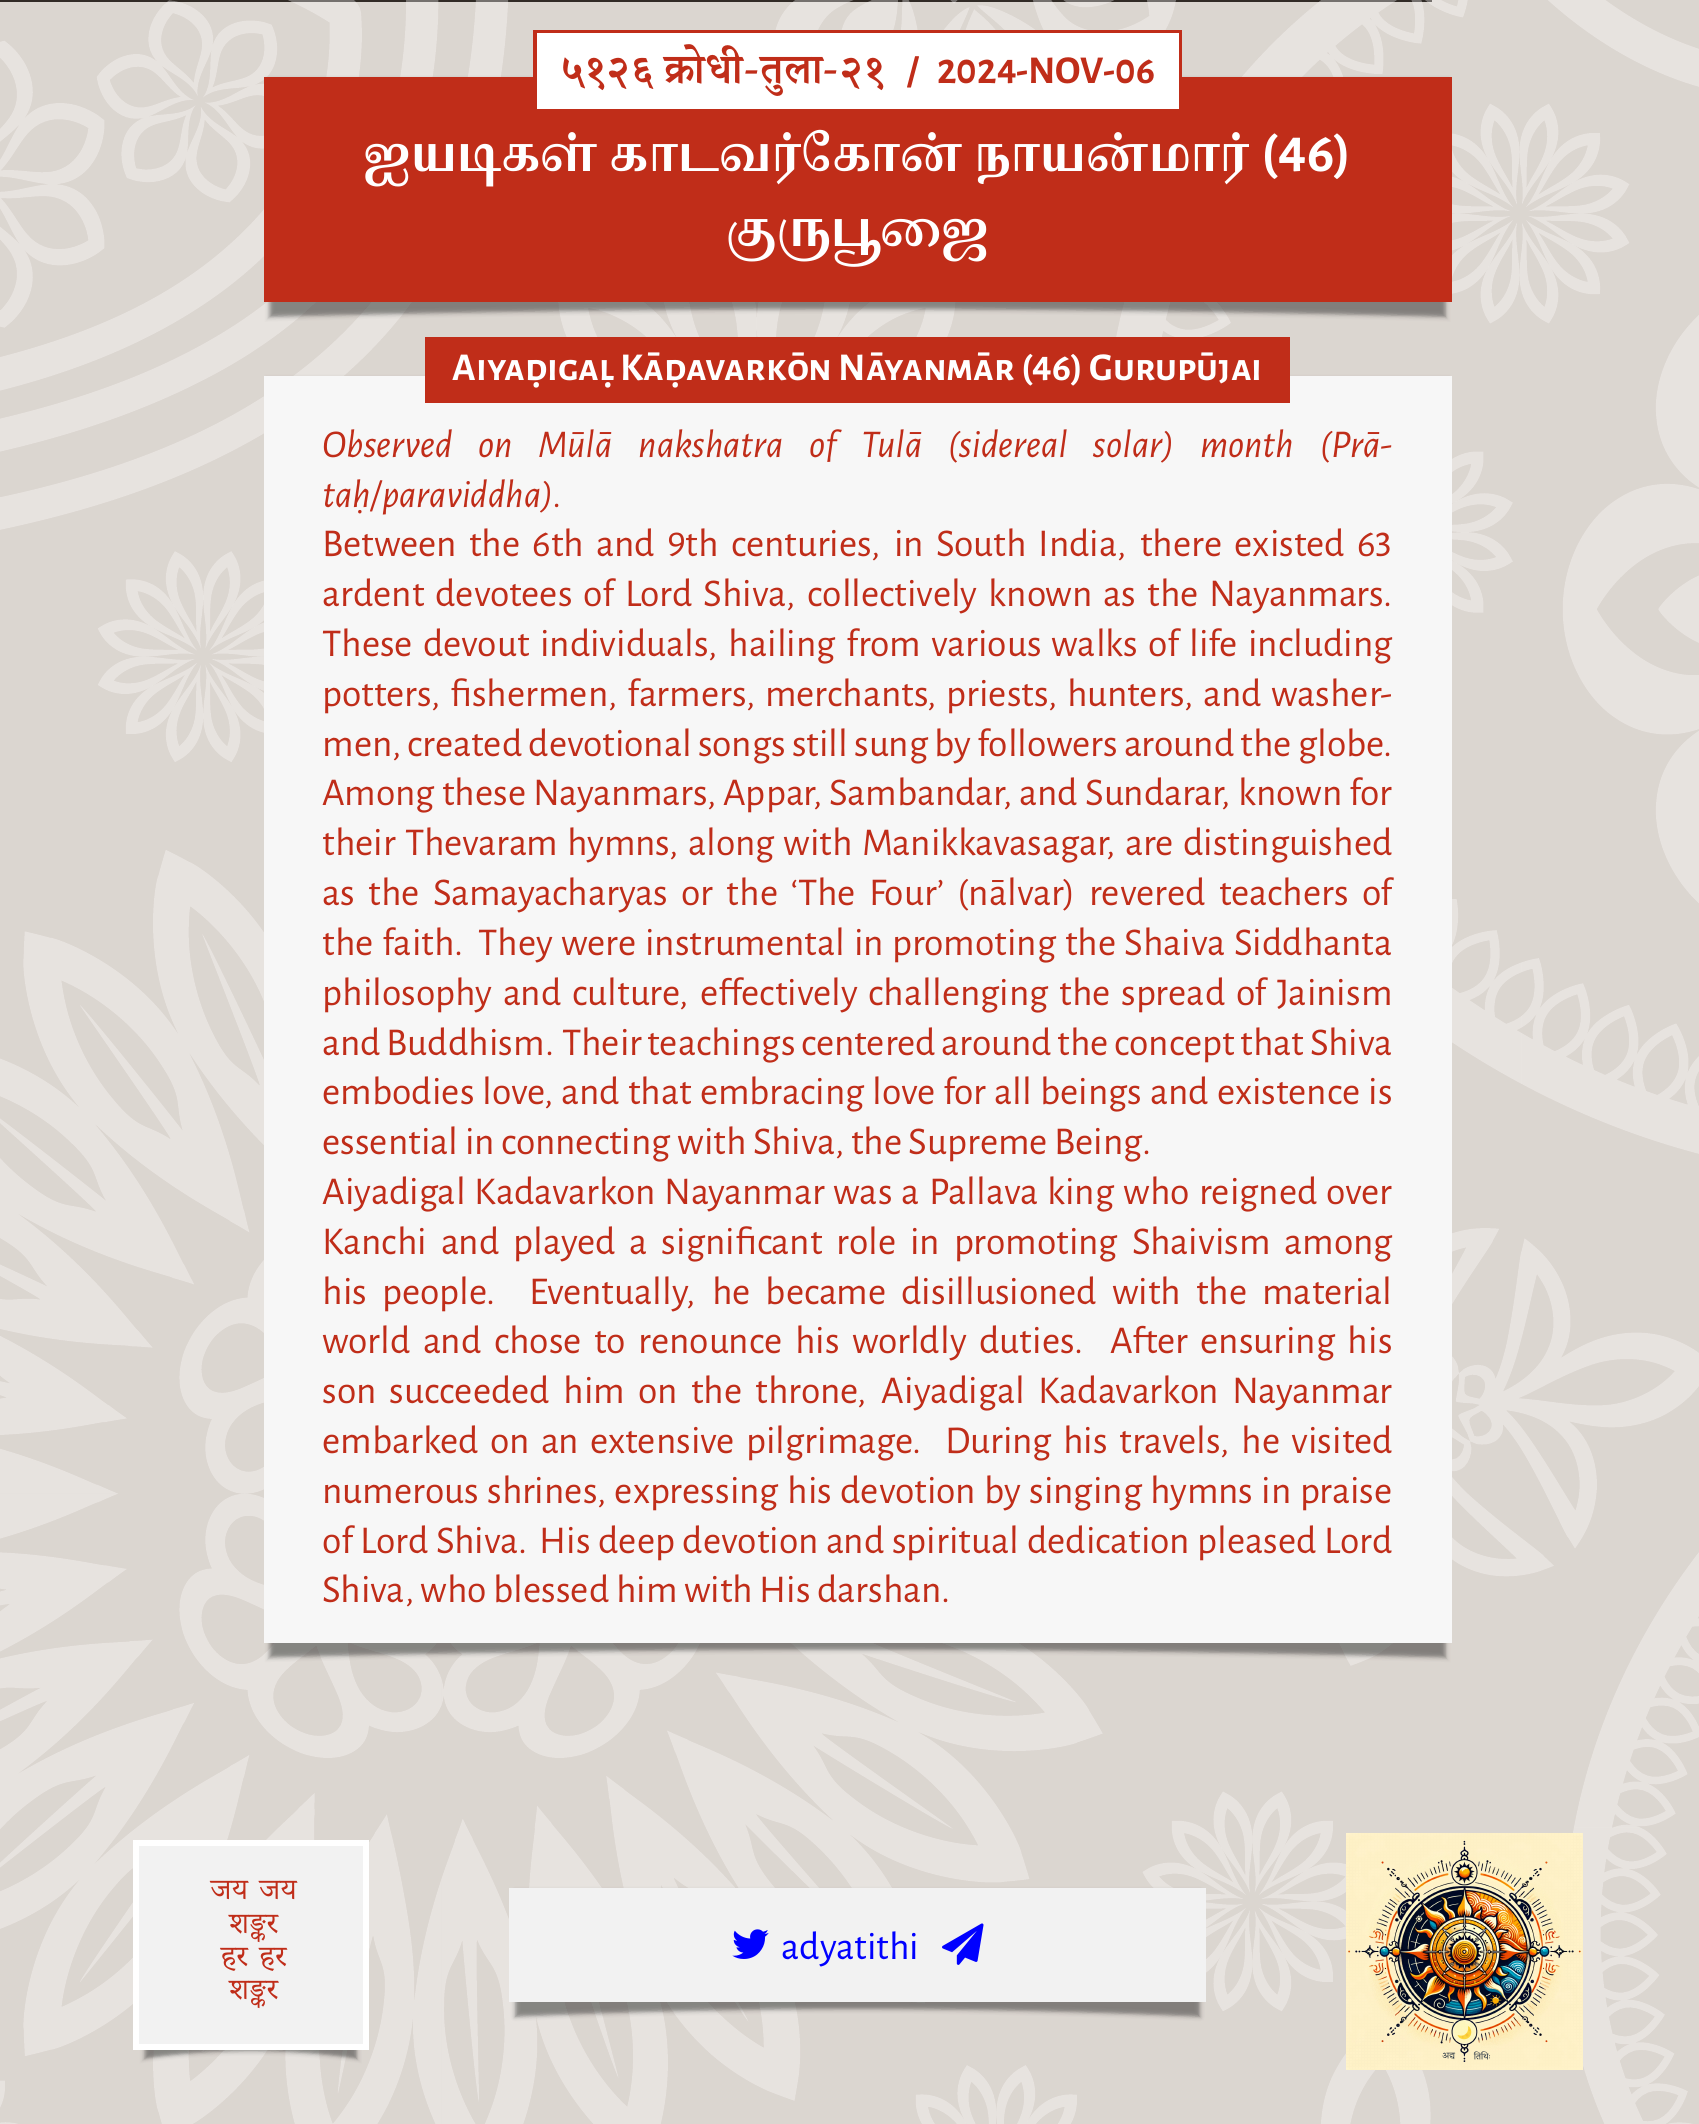 ५१२६ क्रोधी-तुला-२१ / 2024-NOV-06
ஐயடிகள் காடவர்கோன் நாயன்மார் (46)
குருபூஜை
Aiyaḍigaḷ Kāḍavarkōn Nāyanmār (46) Gurupūjai
Observed on Mūlā nakshatra of Tulā (sidereal solar) month (Prā-
taḥ/paraviddha).
Between the 6th and 9th centuries, in South India, there existed 63
ardent devotees of Lord Shiva, collectively known as the Nayanmars.
These devout individuals, hailing from various walks of life including
potters, fishermen, farmers, merchants, priests, hunters, and washer-
men, created devotional songs still sung by followers around the globe.
Among these Nayanmars, Appar, Sambandar, and Sundarar, known for
their Thevaram hymns, along with Manikkavasagar, are distinguished
as the Samayacharyas or the ‘The Four’ (nālvar) revered teachers of
the faith. They were instrumental in promoting the Shaiva Siddhanta
philosophy and culture, effectively challenging the spread of Jainism
and Buddhism. Their teachings centered around the concept that Shiva
embodies love, and that embracing love for all beings and existence is
essential in connecting with Shiva, the Supreme Being.
Aiyadigal Kadavarkon Nayanmar was a Pallava king who reigned over
Kanchi and played a significant role in promoting Shaivism among
his people. Eventually, he became disillusioned with the material
world and chose to renounce his worldly duties. After ensuring his
son succeeded him on the throne, Aiyadigal Kadavarkon Nayanmar
embarked on an extensive pilgrimage. During his travels, he visited
numerous shrines, expressing his devotion by singing hymns in praise
of Lord Shiva. His deep devotion and spiritual dedication pleased Lord
Shiva, who blessed him with His darshan.
जय जय
शङ्कर
हर हर
शङ्कर
adyatithi
अद्य तिथिः